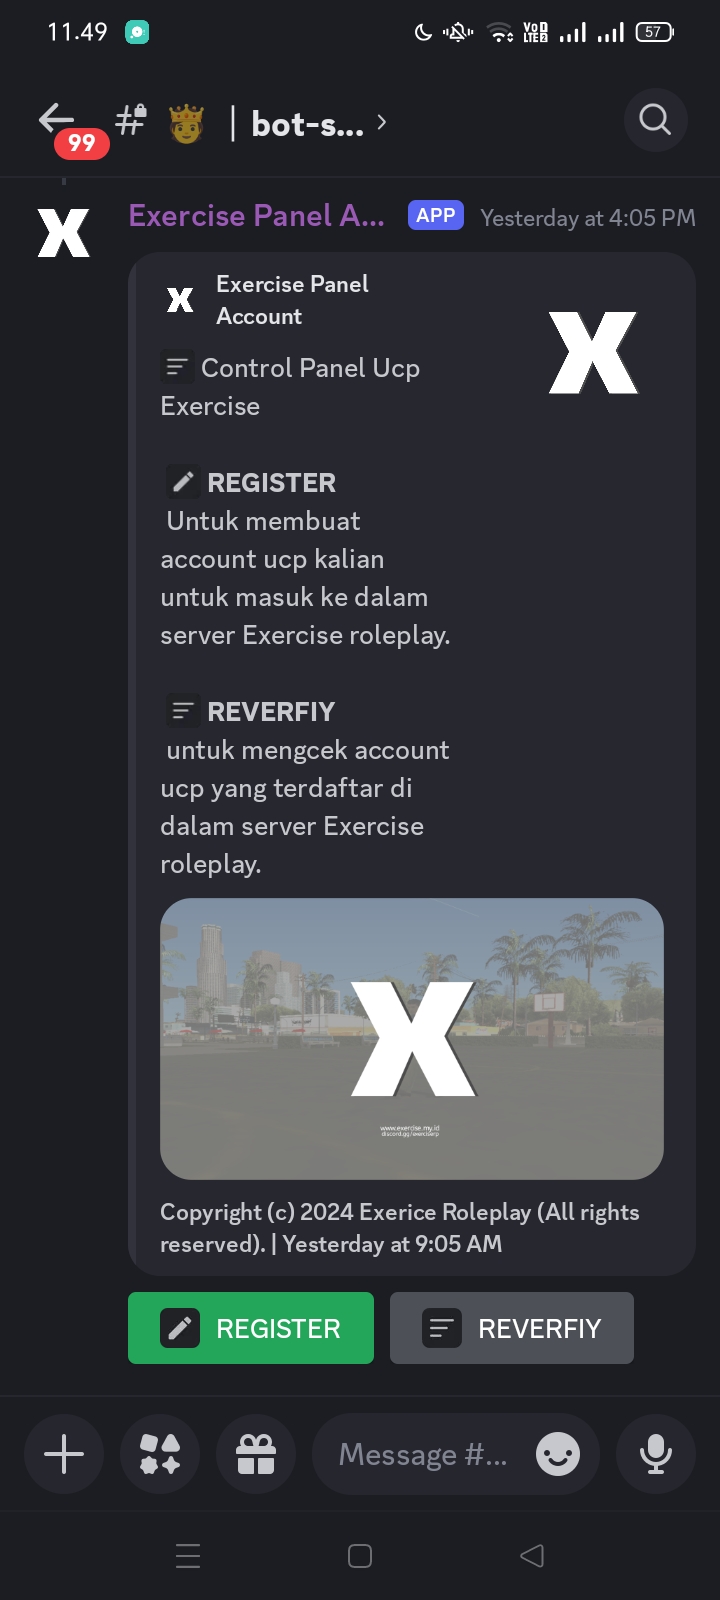 11.49
VoD
LTE2
57
99
# | bot-s... ›
Exercise Panel A... APP Yesterday at 4:05 PM
X
Exercise Panel
Account
X
Control Panel Ucp
Exercise
REGISTER
Untuk membuat
account ucp kalian
untuk masuk ke dalam
server Exercise roleplay.
REVERFIY
untuk mengcek account
ucp yang terdaftar di
dalam server Exercise
roleplay.
X
www.exercise.my.id
discord.gg/exerciserp
Copyright (c) 2024 Exerice Roleplay (All rights
reserved). | Yesterday at 9:05 AM
REGISTER
REVERFIY
Message #...